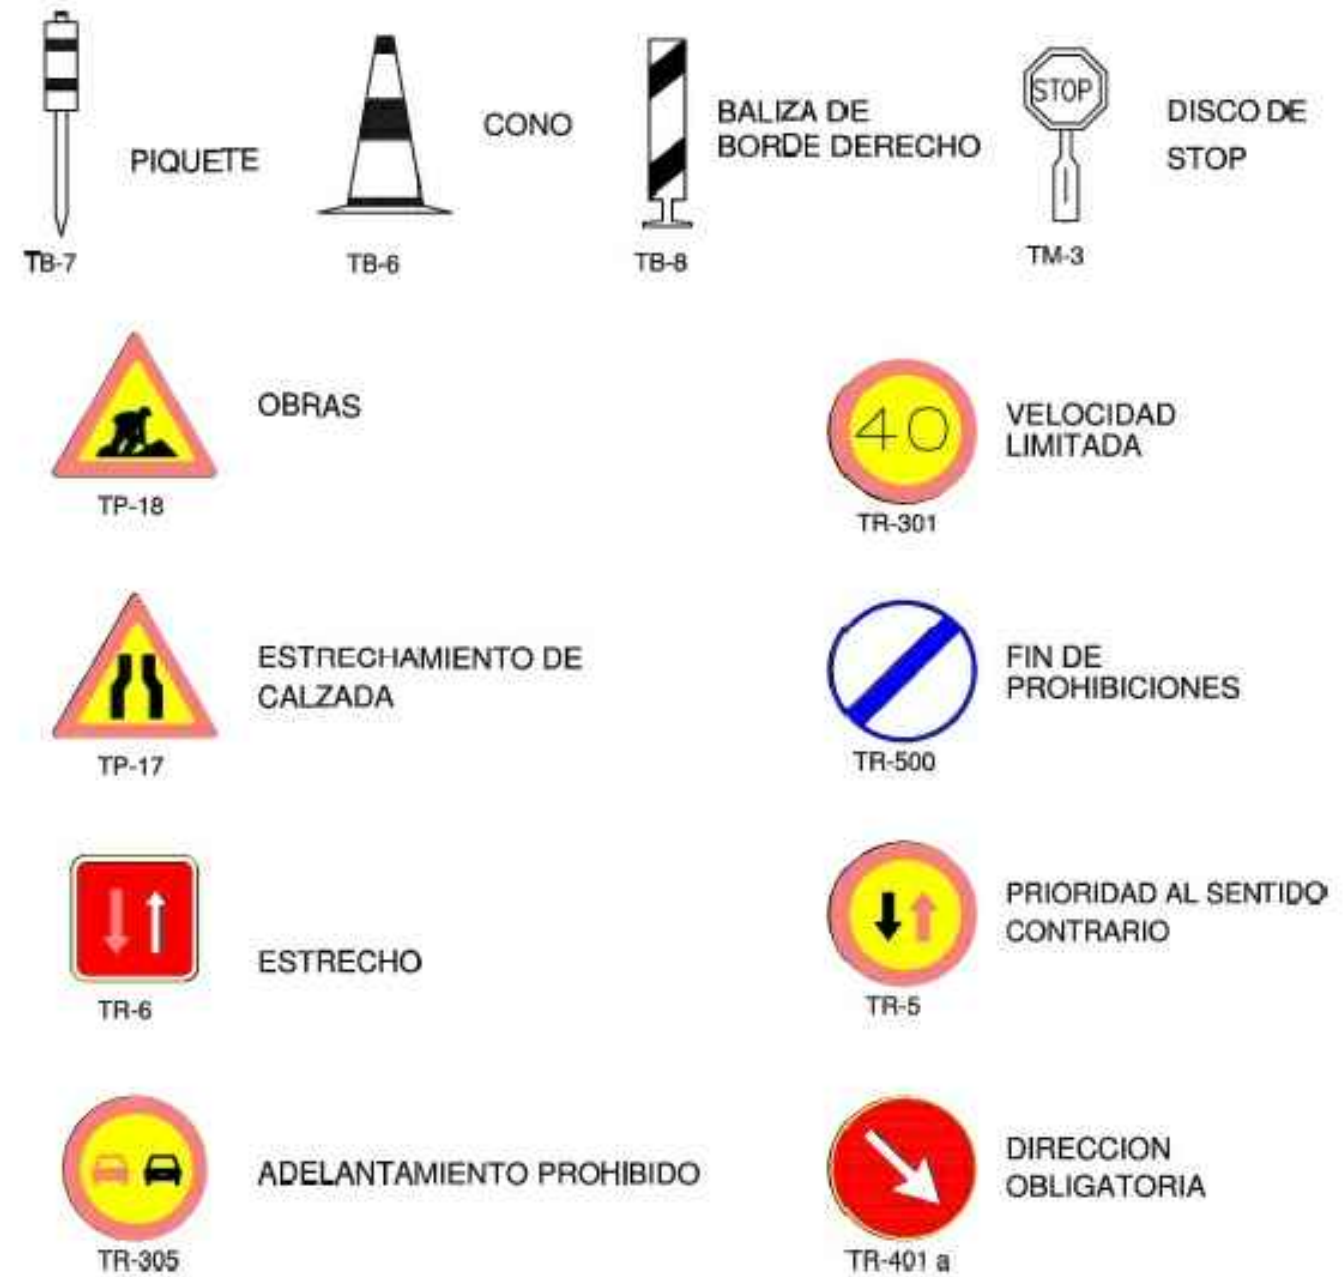 PIQUETE
TB-7
CONO
TB-6
BALIZA DE
BORDE DERECHO
TB-8
STOP
DISCO DE
STOP
TM-3
OBRAS
TP-18
40
VELOCIDAD
LIMITADA
TR-301
ESTRECHAMIENTO DE
CALZADA
TP-17
FIN DE
PROHIBICIONES
TR-500
ESTRECHO
TR-6
PRIORIDAD AL SENTIDO
CONTRARIO
TR-5
ADELANTAMIENTO PROHIBIDO
TR-305
DIRECCION
OBLIGATORIA
TR-401 a